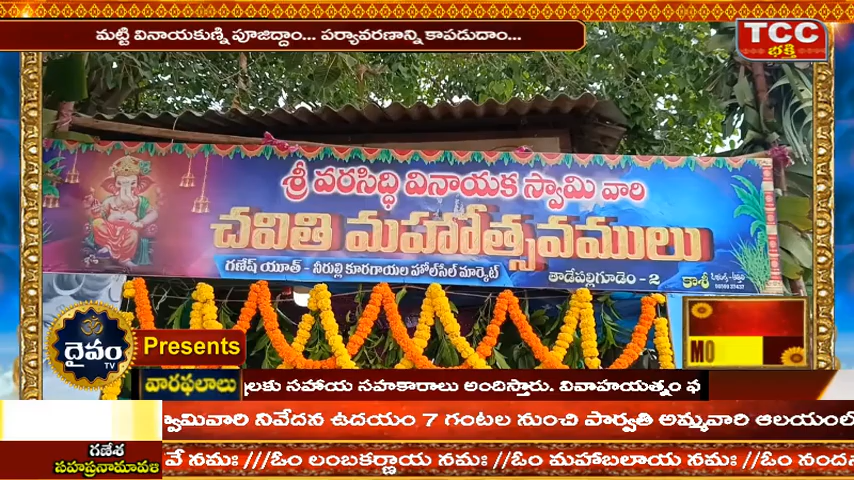 మట్టి వినాయకుణ్ని పూజిద్దాం... పర్యావరణాన్ని కాపడుదాం...
TCC
భక్తి
శ్రీ వరసిద్ధి వినాయక స్వామి వారి
చవితి మహోత్సవములు
గణేష్ యూత్ - నీరుల్లి కూరగాయల హోల్‌సేల్ మార్కెట్
తాడేపల్లిగూడెం - 2
కాశీ
దైవం
TV
Presents
MO
వారఫలాలు
లకు సహాయ సహకారాలు అందిస్తారు. వివాహయత్నం ఫ
స్వామివారి నివేదన ఉదయం 7 గంటల నుంచి పార్వతి అమ్మవారి ఆలయంల
గణేశ
సహస్రనామావళి
వే నమః ///ఓం లంబకర్ణాయ నమః //ఓం మహాబలాయ నమః //ఓం నందన